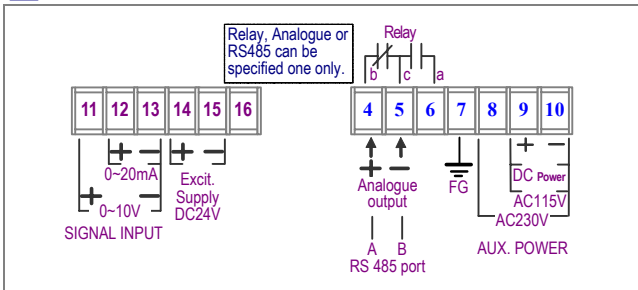 Relay, Analogue or
RS485 can be
specified one only.
Relay
b c a
11 12 13 14 15 16
4 5 6 7 8 9 10
+ − + −
0~20mA
+ −
0~10V
SIGNAL INPUT
Excit.
Supply
DC24V
+ −
Analogue
output
A B
RS 485 port
FG
+ −
DC Power
AC115V
AC230V
AUX. POWER